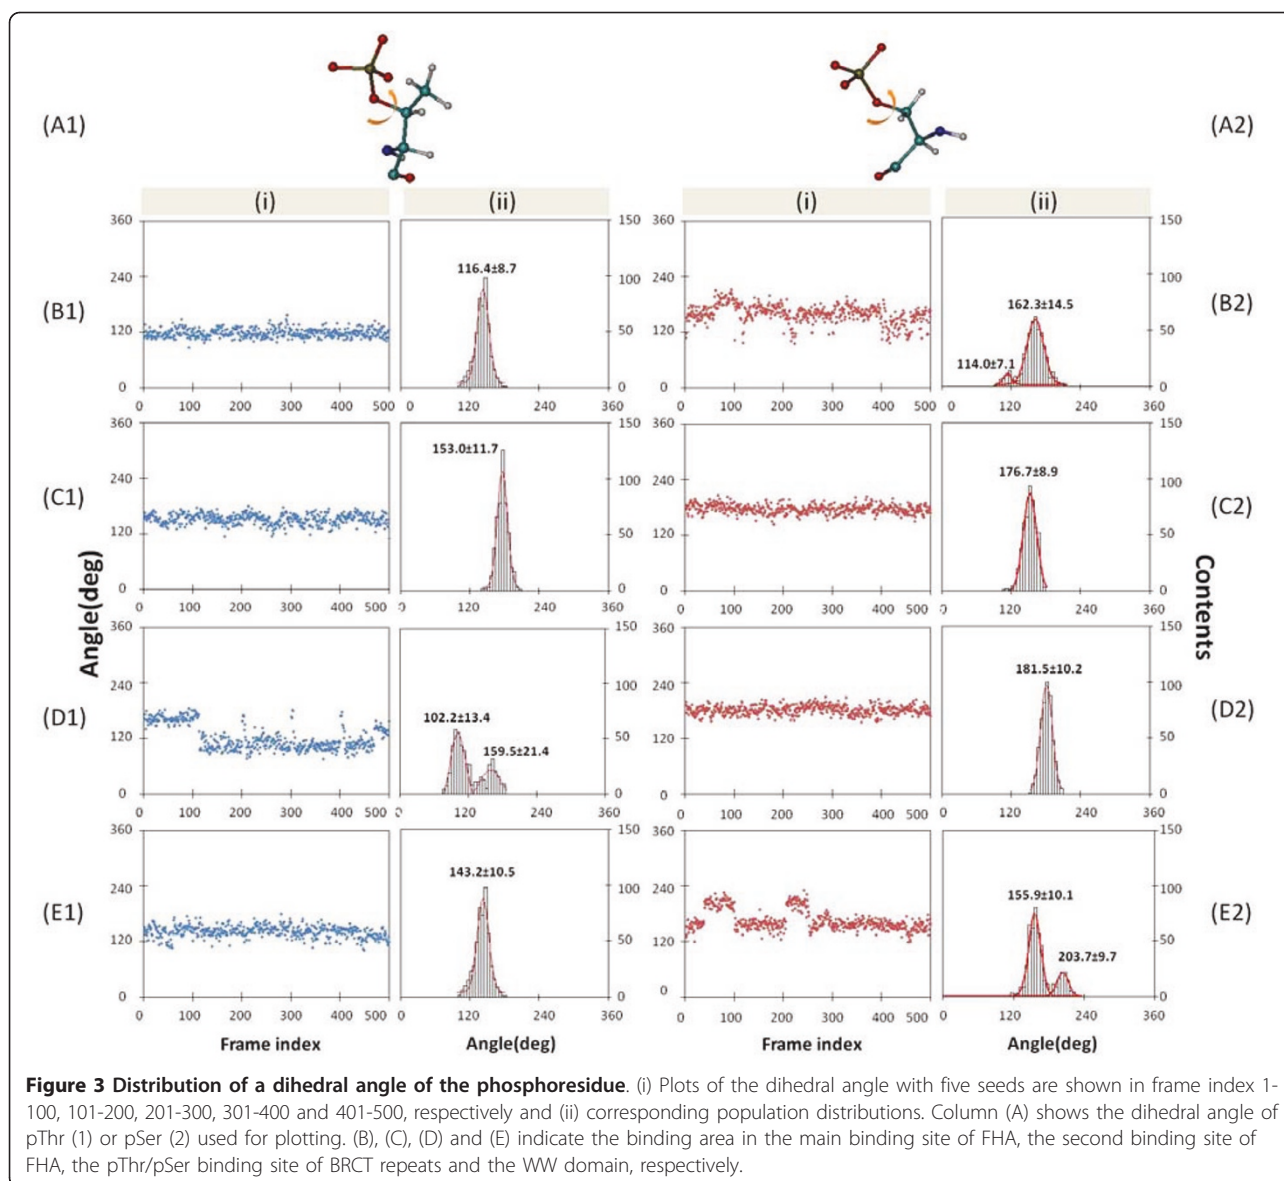 (A1)
(A2)
(i)
(ii)
(i)
(ii)
Angle(deg)
Contents
(B1)
360
240
120
0
0 100 200 300 400 500
116.4±8.7
150
100
50
0
0 120 240 360
360
240
120
0
0 100 200 300 400 500
162.3±14.5
114.0±7.1
150
100
50
0
0 120 240 360
(B2)
(C1)
360
240
120
0
0 100 200 300 400 500
153.0±11.7
150
100
50
0
0 120 240 360
360
240
120
0
0 100 200 300 400 500
176.7±8.9
150
100
50
0
0 120 240 360
(C2)
(D1)
360
240
120
0
0 100 200 300 400 500
102.2±13.4
159.5±21.4
150
100
50
0
0 120 240 360
360
240
120
0
0 100 200 300 400 500
181.5±10.2
150
100
50
0
0 120 240 360
(D2)
(E1)
360
240
120
0
0 100 200 300 400 500
143.2±10.5
150
100
50
0
0 120 240 360
360
240
120
0
0 100 200 300 400 500
155.9±10.1
203.7±9.7
150
100
50
0
0 120 240 360
(E2)
Frame index
Angle(deg)
Frame index
Angle(deg)
Figure 3 Distribution of a dihedral angle of the phosphoresidue. (i) Plots of the dihedral angle with five seeds are shown in frame index 1-
100, 101-200, 201-300, 301-400 and 401-500, respectively and (ii) corresponding population distributions. Column (A) shows the dihedral angle of
pThr (1) or pSer (2) used for plotting. (B), (C), (D) and (E) indicate the binding area in the main binding site of FHA, the second binding site of
FHA, the pThr/pSer binding site of BRCT repeats and the WW domain, respectively.